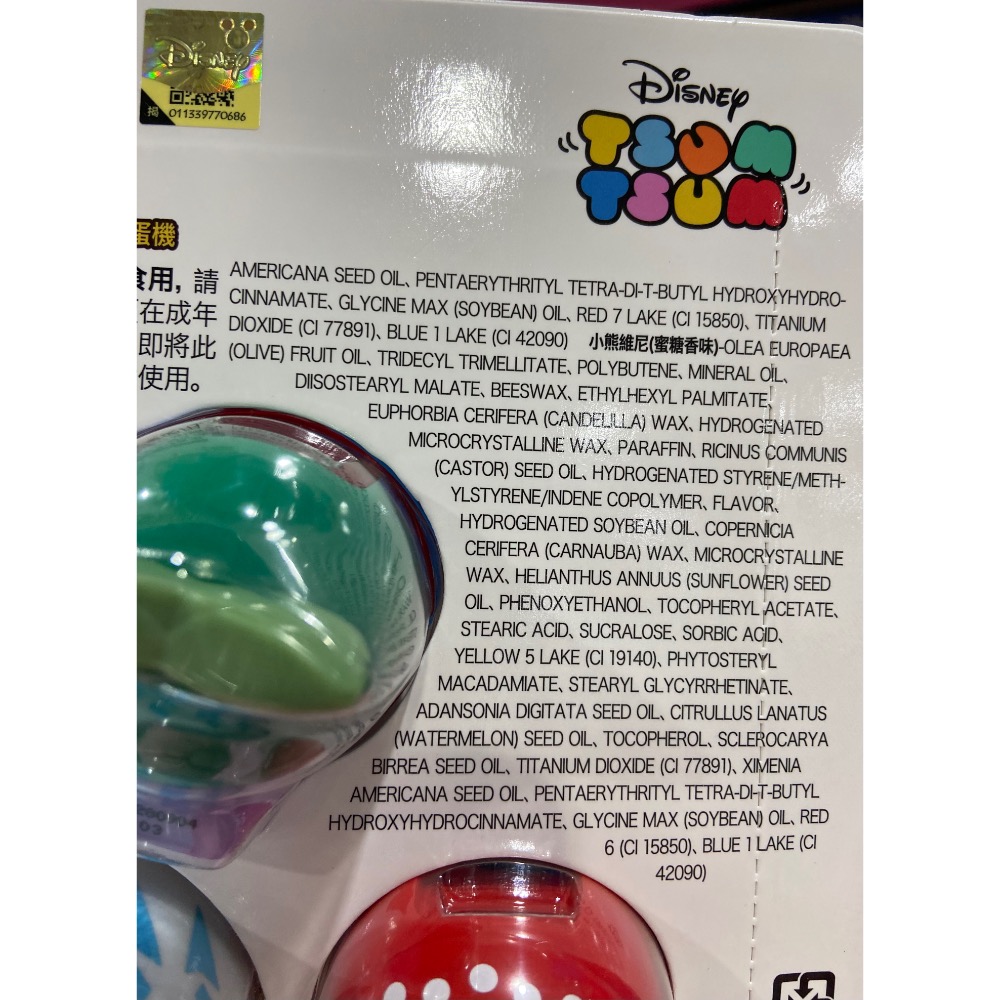 Disney
揭 011339770686
Disney
TSUM
TSUM
蛋機
食用，請
在成年
即將此
使用。
AMERICANA SEED OIL、PENTAERYTHRITYL TETRA-DI-T-BUTYL HYDROXYHYDRO-
CINNAMATE、GLYCINE MAX (SOYBEAN) OIL、RED 7 LAKE (CI 15850)、TITANIUM
DIOXIDE (CI 77891)、BLUE 1 LAKE (CI 42090) 小熊維尼(蜜糖香味)-OLEA EUROPAEA
(OLIVE) FRUIT OIL、TRIDECYL TRIMELLITATE、POLYBUTENE、MINERAL OIL、
DIISOSTEARYL MALATE、BEESWAX、ETHYLHEXYL PALMITATE、
EUPHORBIA CERIFERA (CANDELILLA) WAX、HYDROGENATED
MICROCRYSTALLINE WAX、PARAFFIN、RICINUS COMMUNIS
(CASTOR) SEED OIL、HYDROGENATED STYRENE/METH-
YLSTYRENE/INDENE COPOLYMER、FLAVOR、
HYDROGENATED SOYBEAN OIL、COPERNICIA
CERIFERA (CARNAUBA) WAX、MICROCRYSTALLINE
WAX、HELIANTHUS ANNUUS (SUNFLOWER) SEED
OIL、PHENOXYETHANOL、TOCOPHERYL ACETATE、
STEARIC ACID、SUCRALOSE、SORBIC ACID、
YELLOW 5 LAKE (CI 19140)、PHYTOSTERYL
MACADAMIATE、STEARYL GLYCYRRHETINATE、
ADANSONIA DIGITATA SEED OIL、CITRULLUS LANATUS
(WATERMELON) SEED OIL、TOCOPHEROL、SCLEROCARYA
BIRREA SEED OIL、TITANIUM DIOXIDE (CI 77891)、XIMENIA
AMERICANA SEED OIL、PENTAERYTHRITYL TETRA-DI-T-BUTYL
HYDROXYHYDROCINNAMATE、GLYCINE MAX (SOYBEAN) OIL、RED
6 (CI 15850)、BLUE 1 LAKE (CI
42090)